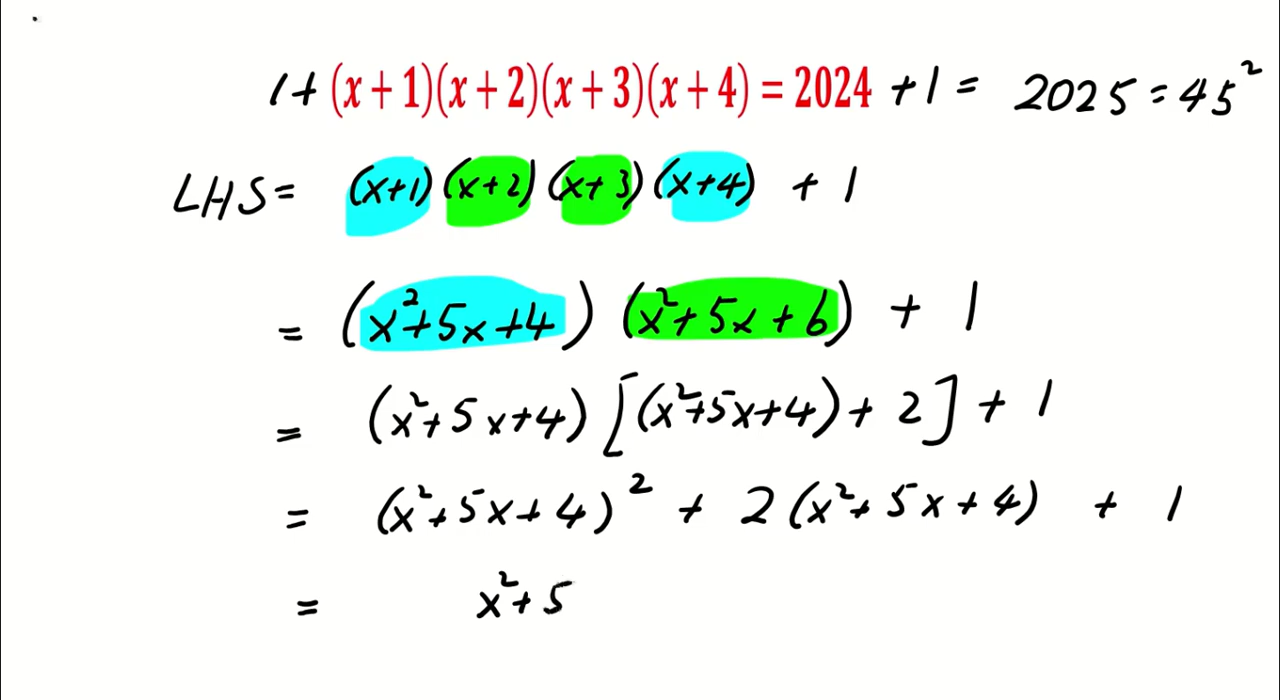 1+ (x + 1)(x + 2)(x + 3)(x + 4) = 2024 +1 = 2025 = 45²
LHS = (x+1) (x+2) (x+3) (x+4) + 1
= (x²+5x+4) (x²+5x+6) + 1
= (x²+5x+4) [(x²+5x+4)+ 2] + 1
= (x²+5x+4)² + 2(x²+5x+4) + 1
= x²+5